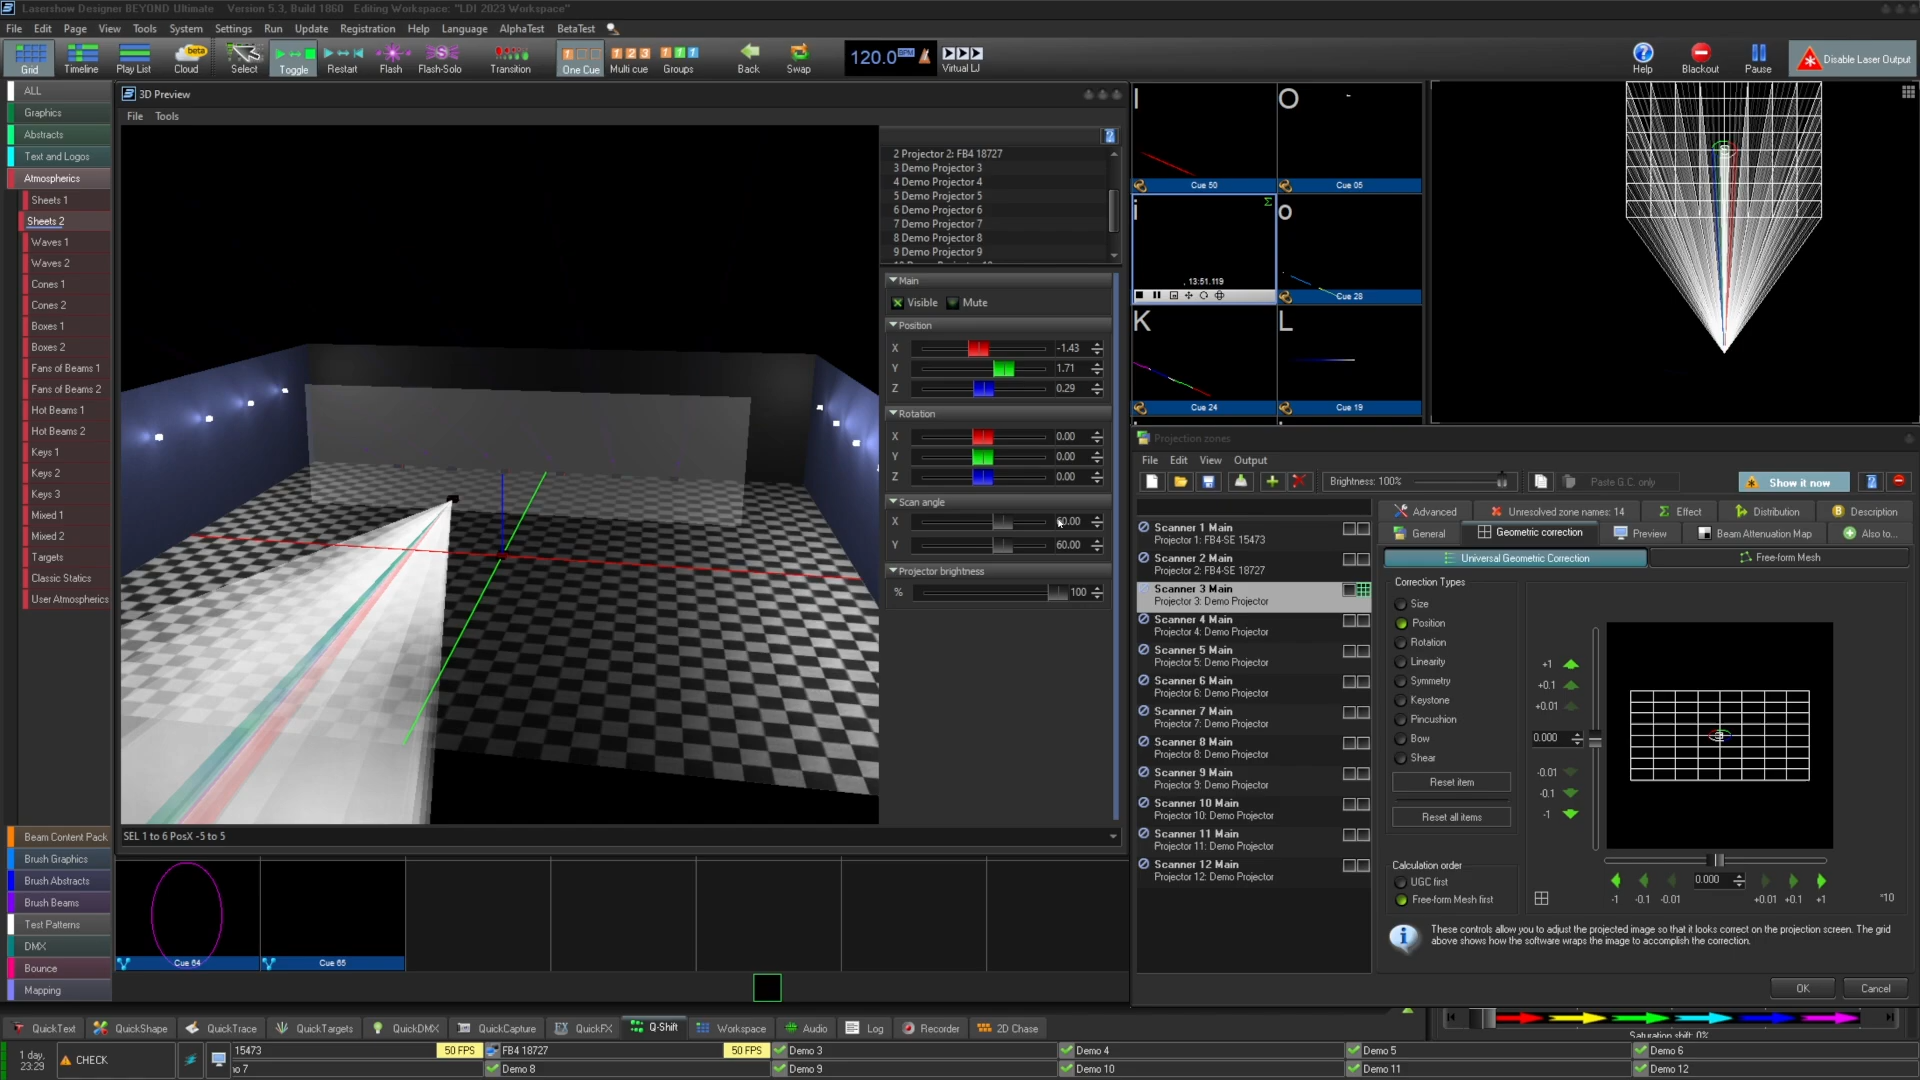 Lasershow Designer BEYOND Ultimate    Version 5.3, Build 1860   Editing Workspace: "LDI 2023 Workspace"
File Edit Page View Tools System Settings Run Update Registration Help Language AlphaTest BetaTest
Grid Timeline Play List Cloud beta Select Toggle Restart Flash Flash-Solo Transition One Cue Multi cue Groups Back Swap 120.0 BPM Virtual LJ Help Blackout Pause Disable Laser Output
ALL
Graphics
Abstracts
Text and Logos
Atmospherics
Sheets 1
Sheets 2
Waves 1
Waves 2
Cones 1
Cones 2
Boxes 1
Boxes 2
Fans of Beams 1
Fans of Beams 2
Hot Beams 1
Hot Beams 2
Keys 1
Keys 2
Keys 3
Mixed 1
Mixed 2
Targets
Classic Statics
User Atmospherics
Beam Content Pack
Brush Graphics
Brush Abstracts
Brush Beams
Test Patterns
DMX
Bounce
Mapping
3D Preview
File Tools
2 Projector 2: FB4 18727
3 Demo Projector 3
4 Demo Projector 4
5 Demo Projector 5
6 Demo Projector 6
7 Demo Projector 7
8 Demo Projector 8
9 Demo Projector 9
Main
Visible Mute
Position
X -1.43
Y 1.71
Z 0.29
Rotation
X 0.00
Y 0.00
Z 0.00
Scan angle
X 60.00
Y 60.00
Projector brightness
% 100
SEL 1 to 6 PosX -5 to 5
Cue 64 Cue 65
I O
Cue 50 Cue 05
i o
13:51.119
Cue 28
K L
Cue 24 Cue 19
Projection zones
File Edit View Output
Brightness: 100% Paste G.C. only Show it now
Scanner 1 Main
Projector 1: FB4-SE 15473
Scanner 2 Main
Projector 2: FB4-SE 18727
Scanner 3 Main
Projector 3: Demo Projector
Scanner 4 Main
Projector 4: Demo Projector
Scanner 5 Main
Projector 5: Demo Projector
Scanner 6 Main
Projector 6: Demo Projector
Scanner 7 Main
Projector 7: Demo Projector
Scanner 8 Main
Projector 8: Demo Projector
Scanner 9 Main
Projector 9: Demo Projector
Scanner 10 Main
Projector 10: Demo Projector
Scanner 11 Main
Projector 11: Demo Projector
Scanner 12 Main
Projector 12: Demo Projector
Advanced Unresolved zone names: 14 Effect Distribution Description
General Geometric correction Preview Beam Attenuation Map Also to...
Universal Geometric Correction Free-form Mesh
Correction Types
Size
Position
Rotation
Linearity
Symmetry
Keystone
Pincushion
Bow
Shear
Reset item
Reset all items
Calculation order
UGC first
Free-form Mesh first
+1
+0.1
+0.01
0.000
-0.01
-0.1
-1
0.000
-1 -0.1 -0.01 +0.01 +0.1 +1 *10
These controls allow you to adjust the projected image so that it looks correct on the projection screen. The grid
above shows how the software wraps the image to accomplish the correction.
OK Cancel
QuickText QuickShape QuickTrace QuickTargets QuickDMX QuickCapture QuickFX Q-Shift Workspace Audio Log Recorder 2D Chase
Saturation shift: 0%
1 day,
23:29
CHECK
15473 50 FPS FB4 18727 50 FPS Demo 3 Demo 4 Demo 5 Demo 6
Demo 8 Demo 9 Demo 10 Demo 11 Demo 12